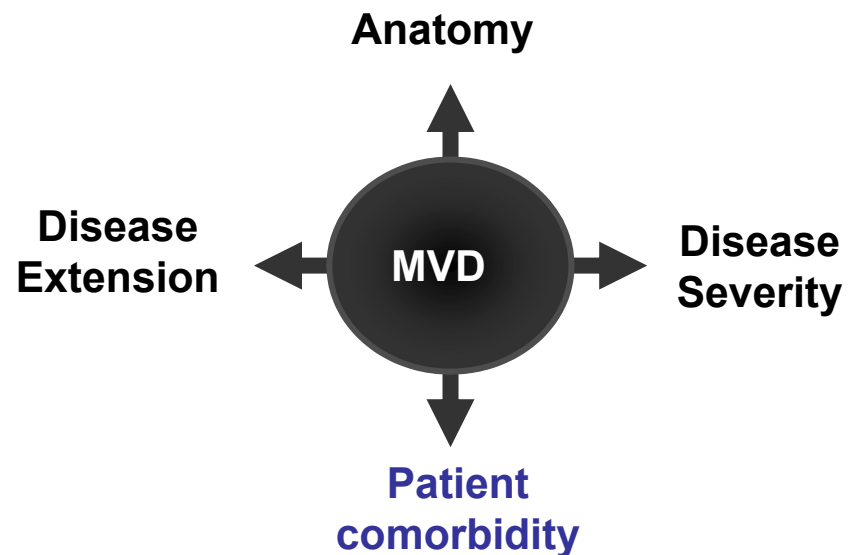 Anatomy
Disease
Extension
MVD
Disease
Severity
Patient
comorbidity